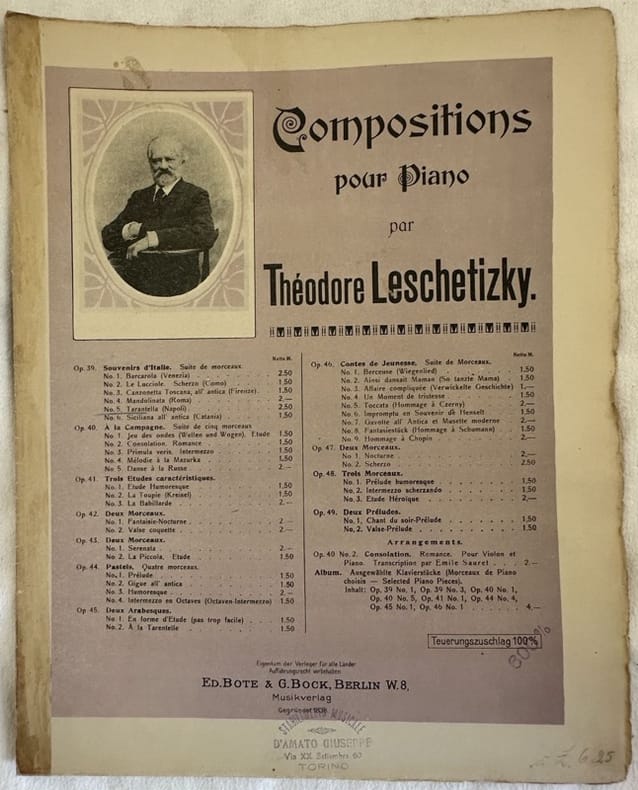 Compositions
pour Piano
par
Théodore Leschetizky.
Netto M.
Op. 39. Souvenirs d'Italie. Suite de morceaux
No. 1. Barcarola (Venezia) 2.50
No. 2. Le Lucciole. Scherzo (Como) 1,50
No. 3. Canzonetta Toscana, all' antica (Firenze) 1.50
No. 4. Mandolinata (Roma) 2.—
No. 5. Tarantella (Napoli) 2.50
No. 6. Siciliana all' antica (Catania) 1.50
Op. 40. À la Campagne. Suite de cinq morceaux
No. 1. Jeu des ondes (Wellen und Wogen). Etude 1.50
No. 2. Consolation. Romance 1.50
No. 3. Primula veris. Intermezzo 1.50
No. 4. Mélodie à la Mazurka 1.50
No. 5. Danse à la Russe 2.—
Op. 41. Trois Etudes caractéristiques.
No. 1. Etude Humoresque 1.50
No. 2. La Toupie (Kreisel) 1.50
No. 3. La Babillarde 2.—
Op. 42. Deux Morceaux.
No. 1. Fantaisie-Nocturne 2.—
No. 2. Valse coquette 2.—
Op. 43. Deux Morceaux.
No. 1. Serenata 2.—
No. 2. La Piccola. Etude 1.50
Op. 44. Pastels. Quatre morceaux.
No. 1. Prélude 1.50
No. 2. Gigue all' antica 1.50
No. 3. Humoresque 2.—
No. 4. Intermezzo en Octaves (Octaven-Intermezzo) 1.50
Op. 45. Deux Arabesques.
No. 1. En forme d'Etude (pas trop facile) 1.50
No. 2. À la Tarentelle 1.50
Netto M.
Op. 46. Contes de Jeunesse. Suite de Morceaux.
No. 1. Berceuse (Wiegenlied) 1,50
No. 2. Ainsi dansait Maman (So tanzte Mama) 1,50
No. 3. Affaire compliquée (Verwickelte Geschichte) 1,—
No. 4. Un Moment de tristesse 1,50
No. 5. Toccata (Hommage à Czerny) 2,—
No. 6. Impromptu en Souvenir de Henselt 1,50
No. 7. Gavotte all' Antica et Musette moderne 2,—
No. 8. Fantasiestück (Hommage à Schumann) 1,50
No. 9. Hommage à Chopin 2,—
Op. 47. Deux Morceaux.
No. 1. Nocturne 2,—
No. 2. Scherzo 2.50
Op. 48. Trois Morceaux.
No. 1. Prélude humoresque 1,50
No. 2. Intermezzo scherzando 1,50
No. 3. Etude Héroïque 2,—
Op. 49. Deux Préludes.
No. 1, Chant du soir-Prélude 1,50
No. 2, Valse-Prélude 1,50
Arrangements.
Op. 40 No. 2. Consolation. Romance. Pour Violon et
Piano. Transcription par Emile Sauret 2.—
Album. Ausgewählte Klavierstücke (Morceaux de Piano
choisis — Selected Piano Pieces).
Inhalt: Op. 39 No. 1, Op. 39 No. 3, Op. 40 No. 1,
Op. 40 No. 5, Op. 41 No. 1, Op. 44 No. 4,
Op. 45 No. 1, Op. 46 No. 1 4,—
Teuerungszuschlag 100%
300%
Eigentum der Verleger für alle Länder
Aufführungsrecht vorbehalten
ED. BOTE & G. BOCK, BERLIN W. 8,
Musikverlag
Gegründet 1838.
STABILIMENTO MUSICALE
D'AMATO GIUSEPPE
Via XX Settembre 60
TORINO
6.25